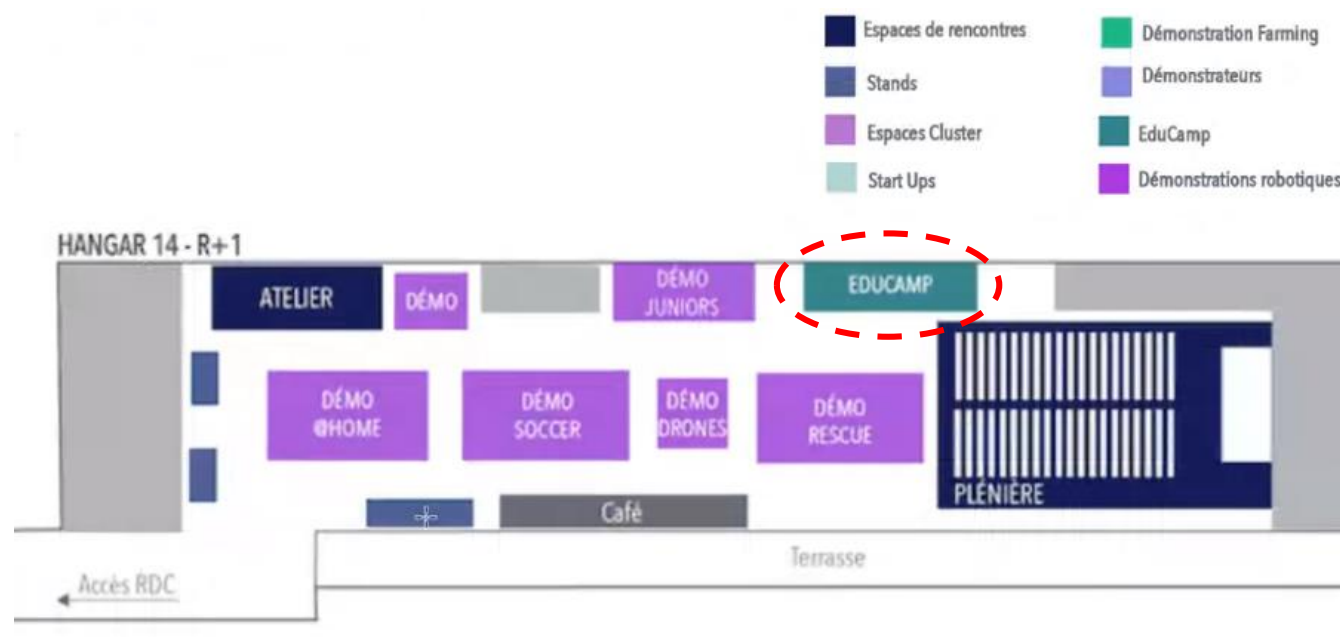 Espaces de rencontres
Démonstration Farming
Stands
Démonstrateurs
Espaces Cluster
EduCamp
Start Ups
Démonstrations robotiques
HANGAR 14 - R+1
ATELIER
DÉMO
DÉMO
JUNIORS
EDUCAMP
DÉMO
@HOME
DÉMO
SOCCER
DÉMO
DRONES
DÉMO
RESCUE
PLÉNIÈRE
Café
Terrasse
Accès RDC